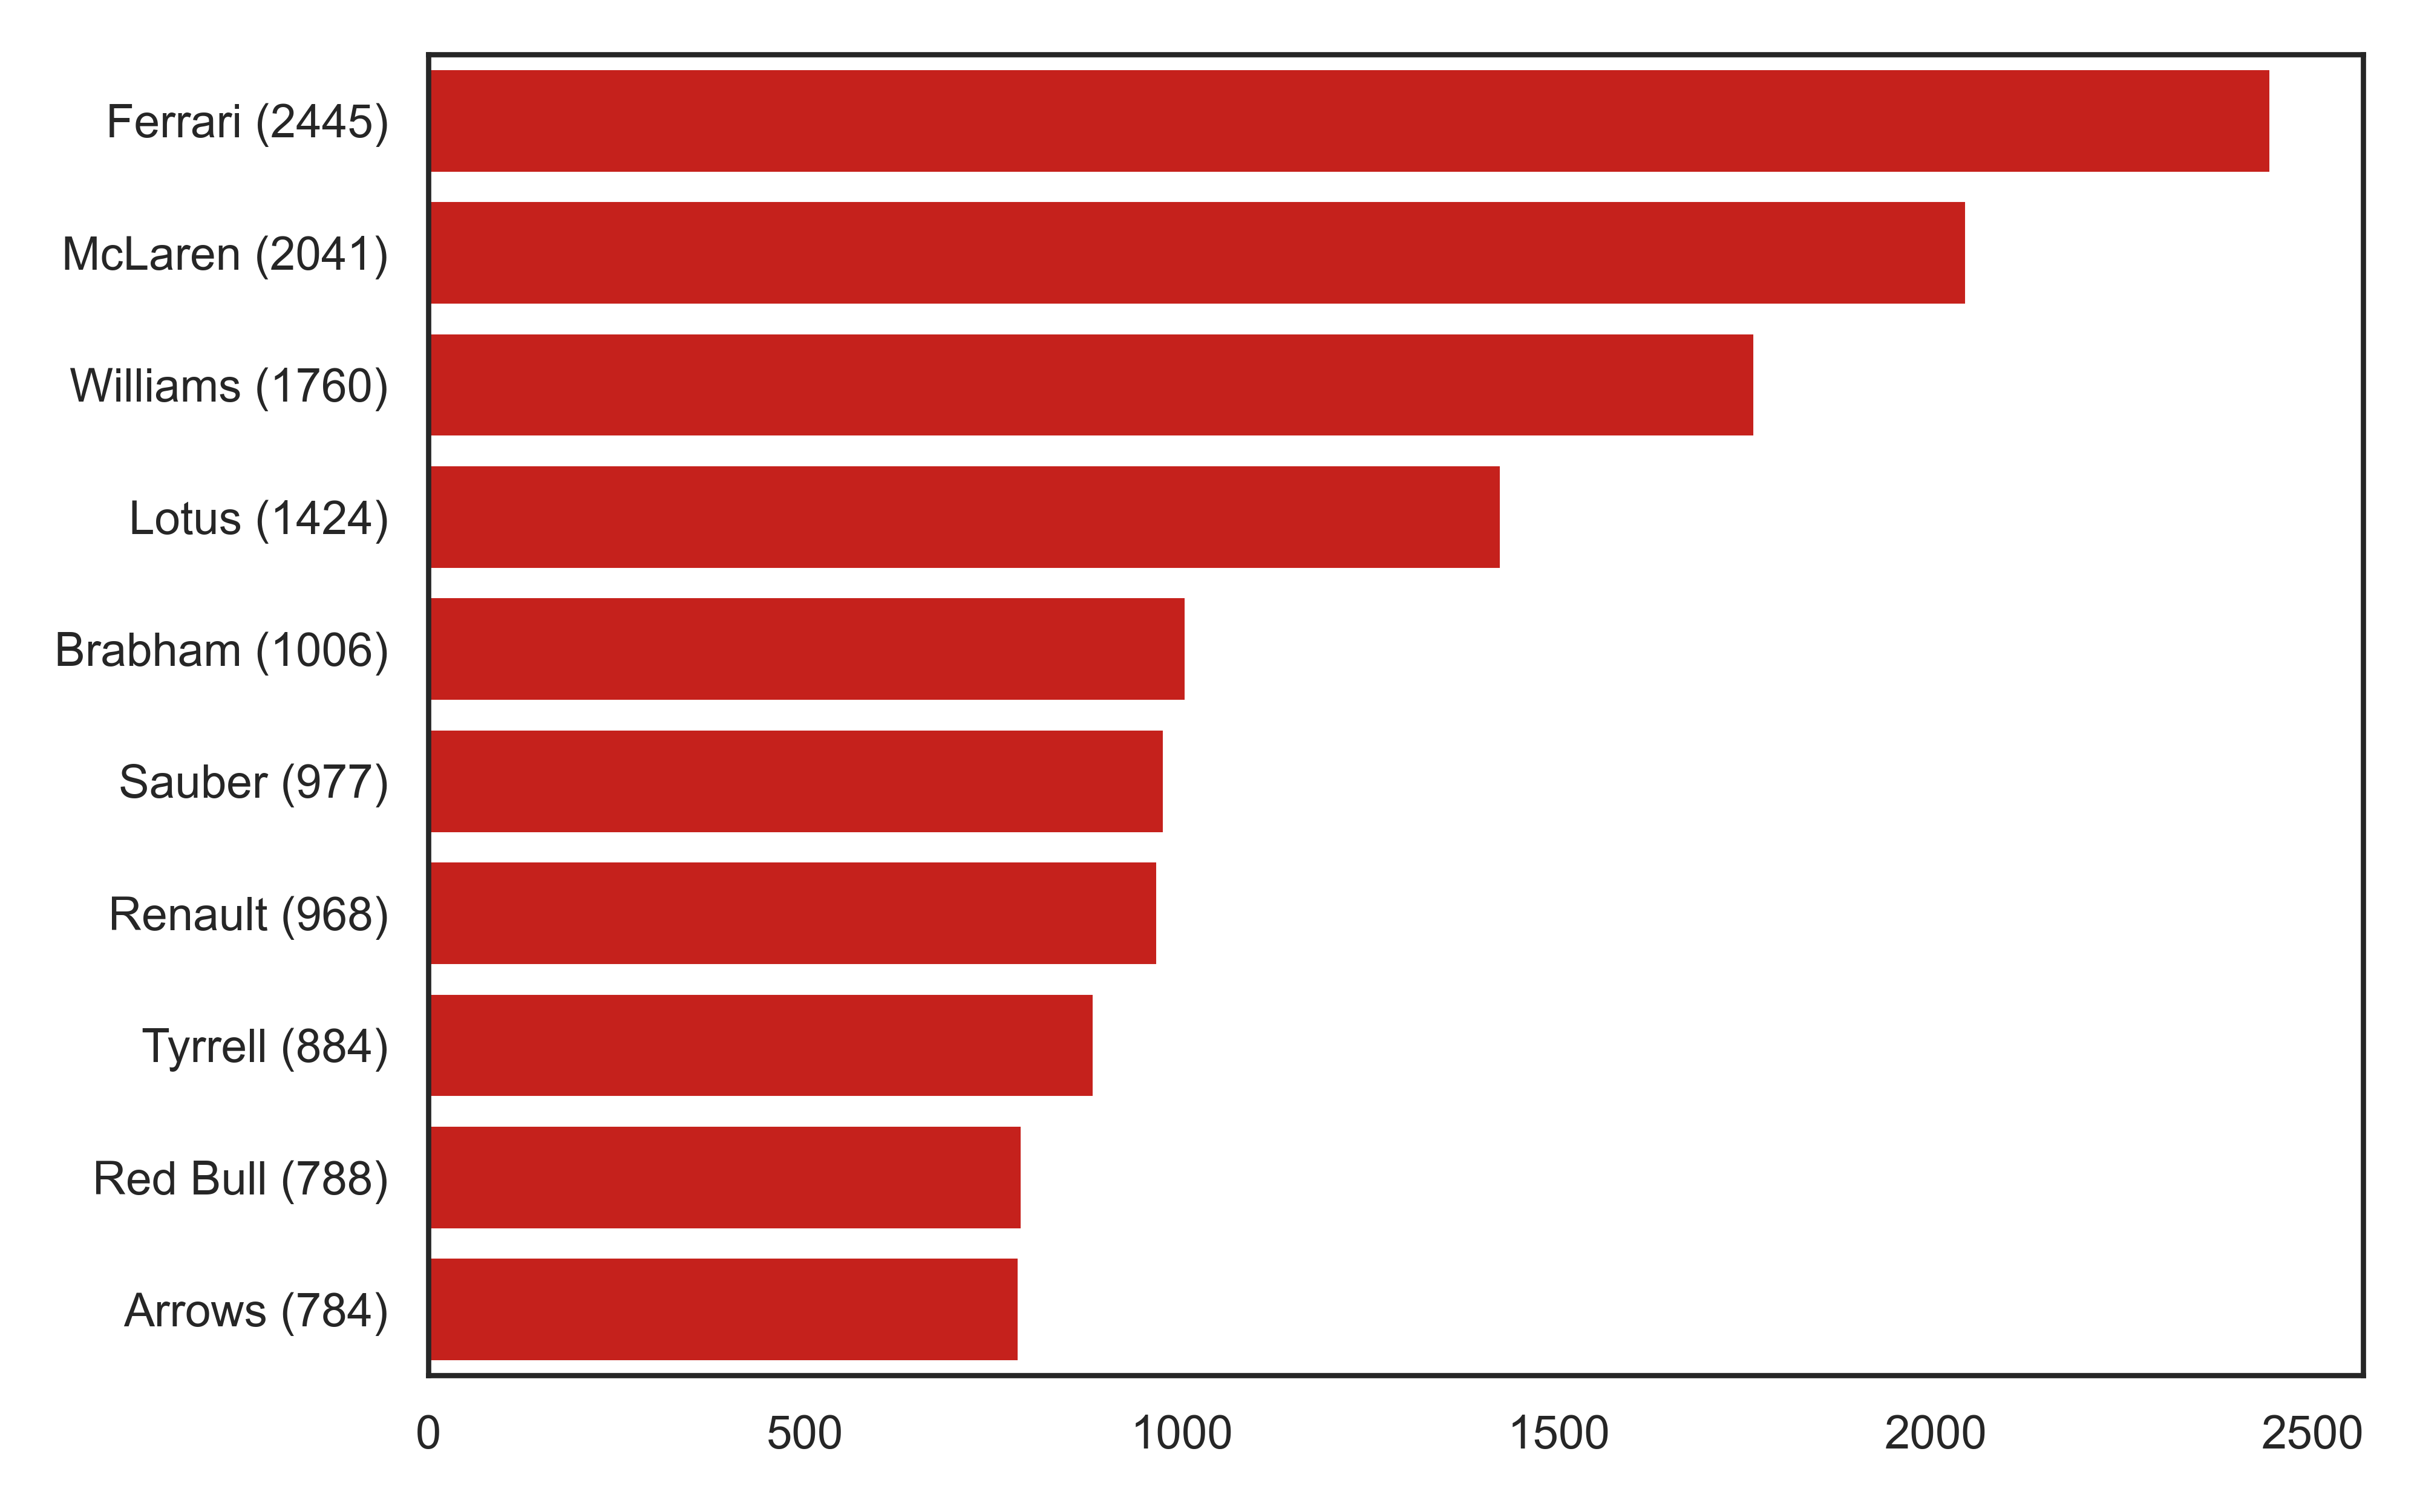 Ferrari (2445)
McLaren (2041)
Williams (1760)
Lotus (1424)
Brabham (1006)
Sauber (977)
Renault (968)
Tyrrell (884)
Red Bull (788)
Arrows (784)
0 500 1000 1500 2000 2500